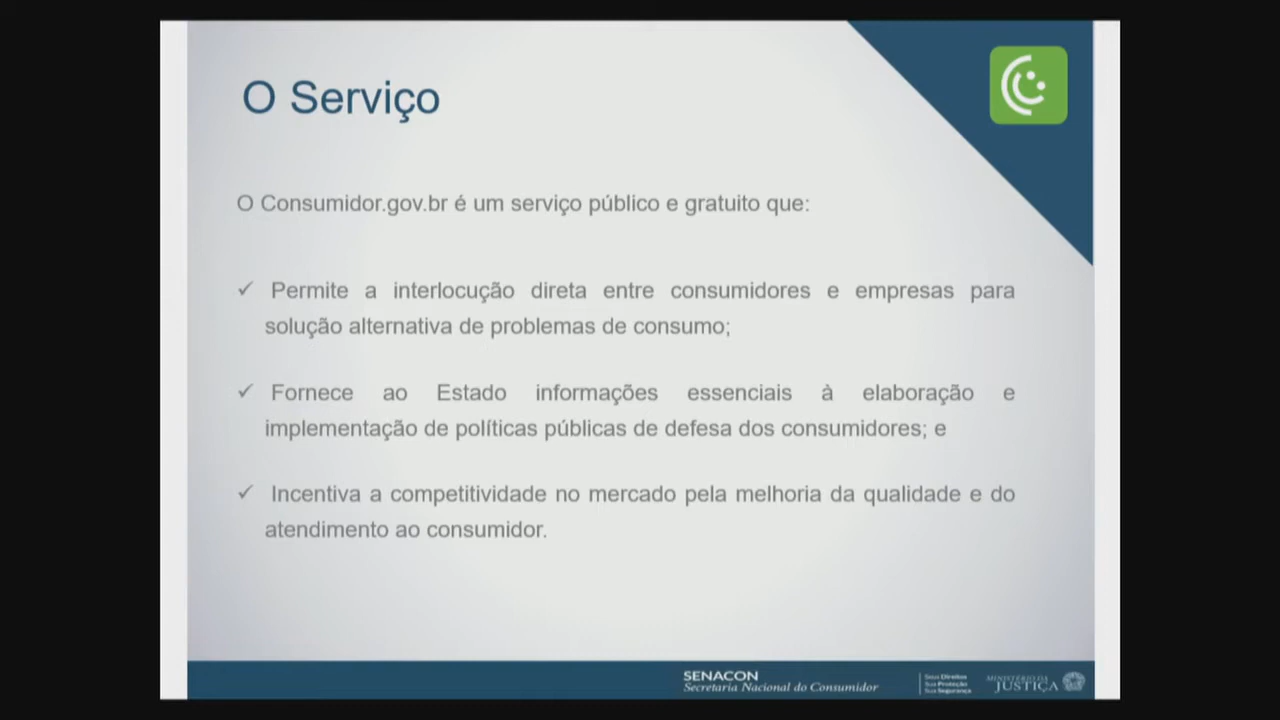 O Serviço
O Consumidor.gov.br é um serviço público e gratuito que:
✓ Permite a interlocução direta entre consumidores e empresas para
solução alternativa de problemas de consumo;
✓ Fornece ao Estado informações essenciais à elaboração e
implementação de políticas públicas de defesa dos consumidores; e
✓ Incentiva a competitividade no mercado pela melhoria da qualidade e do
atendimento ao consumidor.
SENACON
Secretaria Nacional do Consumidor
Seus Direitos
Sua Proteção
Sua Segurança
MINISTÉRIO DA
JUSTIÇA